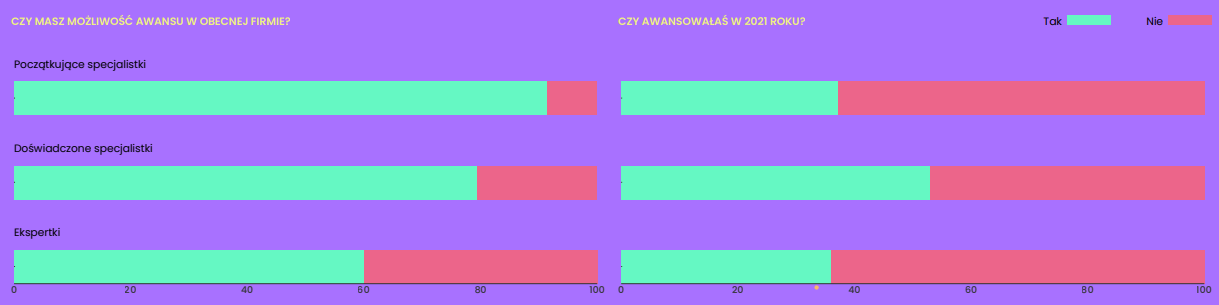 CZY MASZ MOŻLIWOŚĆ AWANSU W OBECNEJ FIRMIE?
CZY AWANSOWAŁAŚ W 2021 ROKU?
Tak
Nie
Początkujące specjalistki
Doświadczone specjalistki
Ekspertki
0 20 40 60 80 100
0 20 40 60 80 100